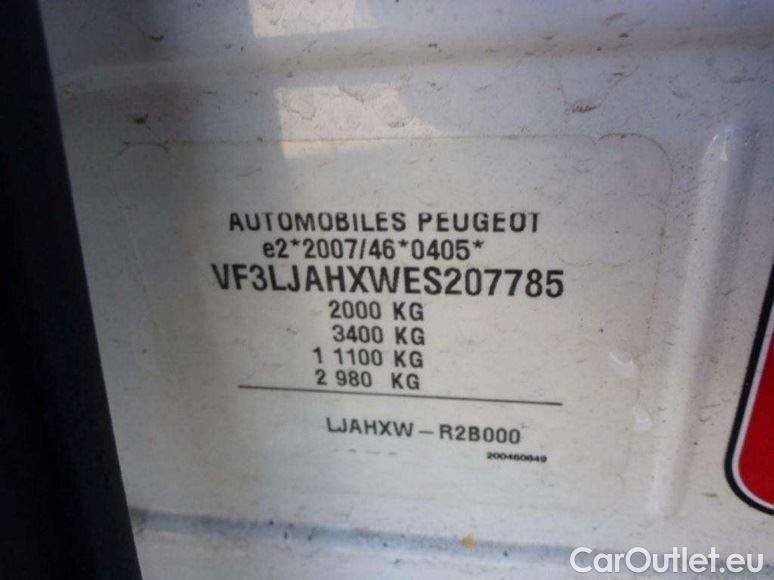 AUTOMOBILES PEUGEOT
e2*2007/46*0405*
VF3LJAHXWES207785
2000 KG
3400 KG
1 1100 KG
2 980 KG
LJAHXW – R2B000
200460849
CarOutlet.eu